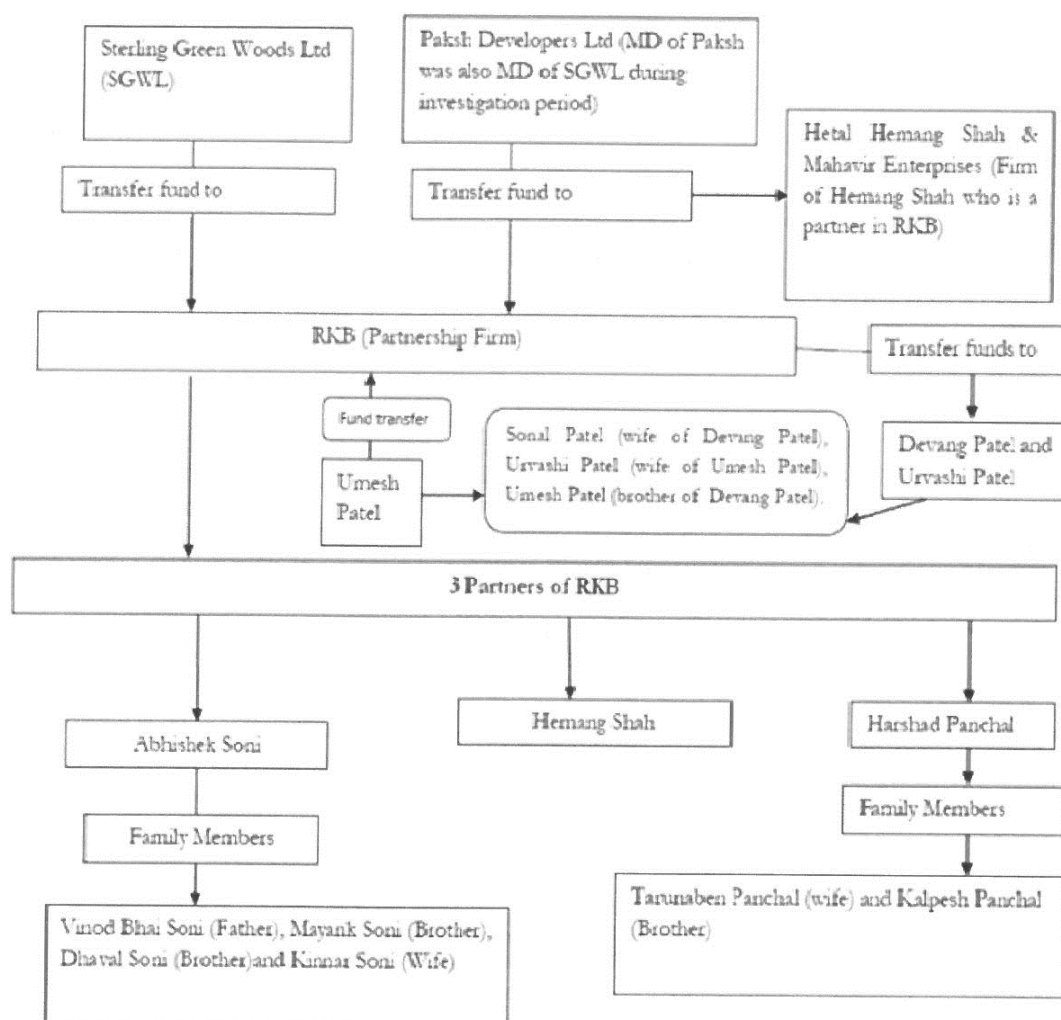 Sterling Green Woods Ltd
(SGWL)
Paksh Developers Ltd (MD of Paksh
was also MD of SGWL during
investigation period)
Hetal Hemang Shah &
Mahavir Enterprises (Firm
of Hemang Shah who is a
partner in RKB)
Transfer fund to
Transfer fund to
RKB (Partnership Firm)
Transfer funds to
Fund transfer
Umesh
Patel
Sonal Patel (wife of Devang Patel),
Urvashi Patel (wife of Umesh Patel),
Umesh Patel (brother of Devang Patel).
Devang Patel and
Urvashi Patel
3 Partners of RKB
Abhishek Soni
Hemang Shah
Harshad Panchal
Family Members
Family Members
Vinod Bhai Soni (Father), Mayank Soni (Brother),
Dhaval Soni (Brother)and Kinnar Soni (Wife)
Tarunaben Panchal (wife) and Kalpesh Panchal
(Brother)